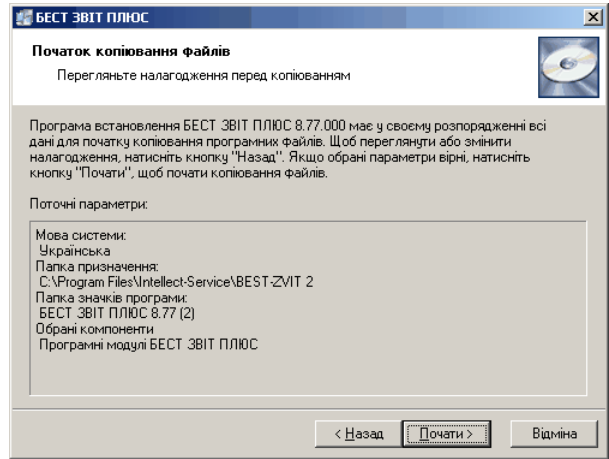 БЕСТ ЗВІТ ПЛЮС
Початок копіювання файлів
Перегляньте налагодження перед копіюванням
Програма встановлення БЕСТ ЗВІТ ПЛЮС 8.77.000 має у своєму розпорядженні всі
дані для початку копіювання програмних файлів. Щоб переглянути або змінити
налагодження, натисніть кнопку "Назад". Якщо обрані параметри вірні, натисніть
кнопку "Почати", щоб почати копіювання файлів.
Поточні параметри:
Мова системи:
Українська
Папка призначення:
C:\Program Files\Intellect-Service\BEST-ZVIT 2
Папка значків програми:
БЕСТ ЗВІТ ПЛЮС 8.77 (2)
Обрані компоненти
Програмні модулі БЕСТ ЗВІТ ПЛЮС
< Назад Почати > Відміна